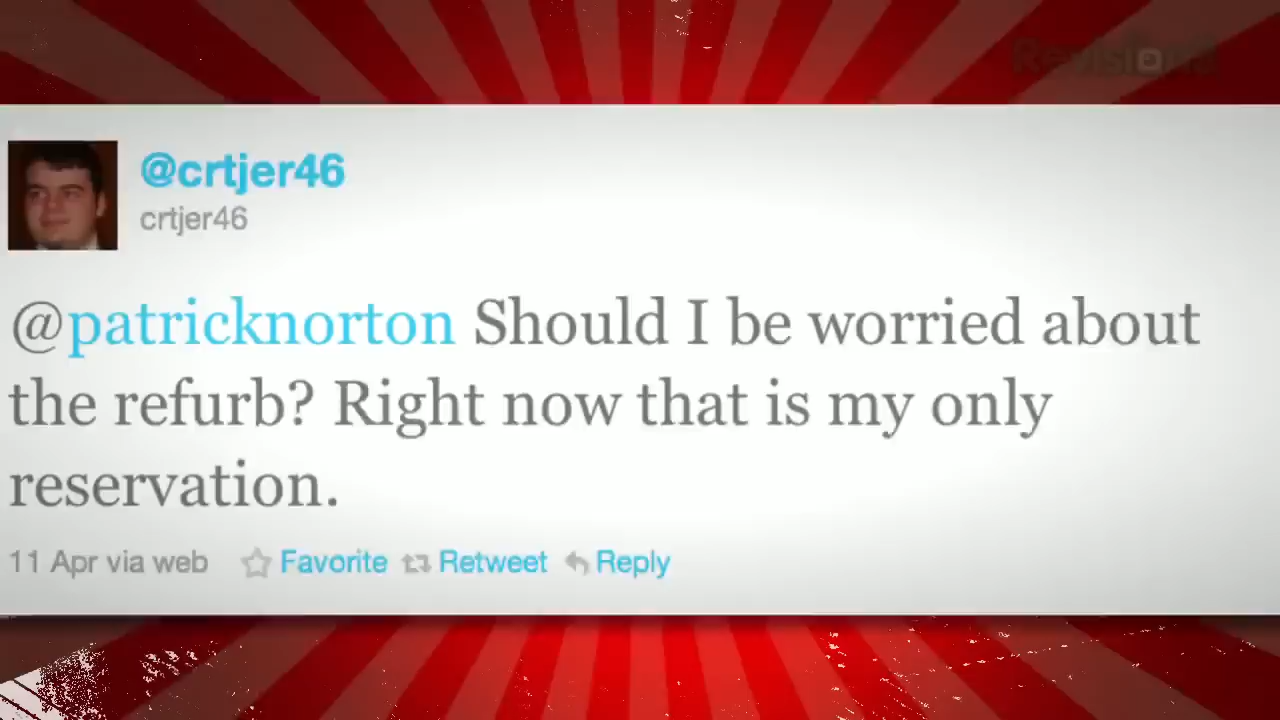 Revision3
@crtjer46
crtjer46
@patricknorton Should I be worried about
the refurb? Right now that is my only
reservation.
11 Apr via web Favorite Retweet Reply